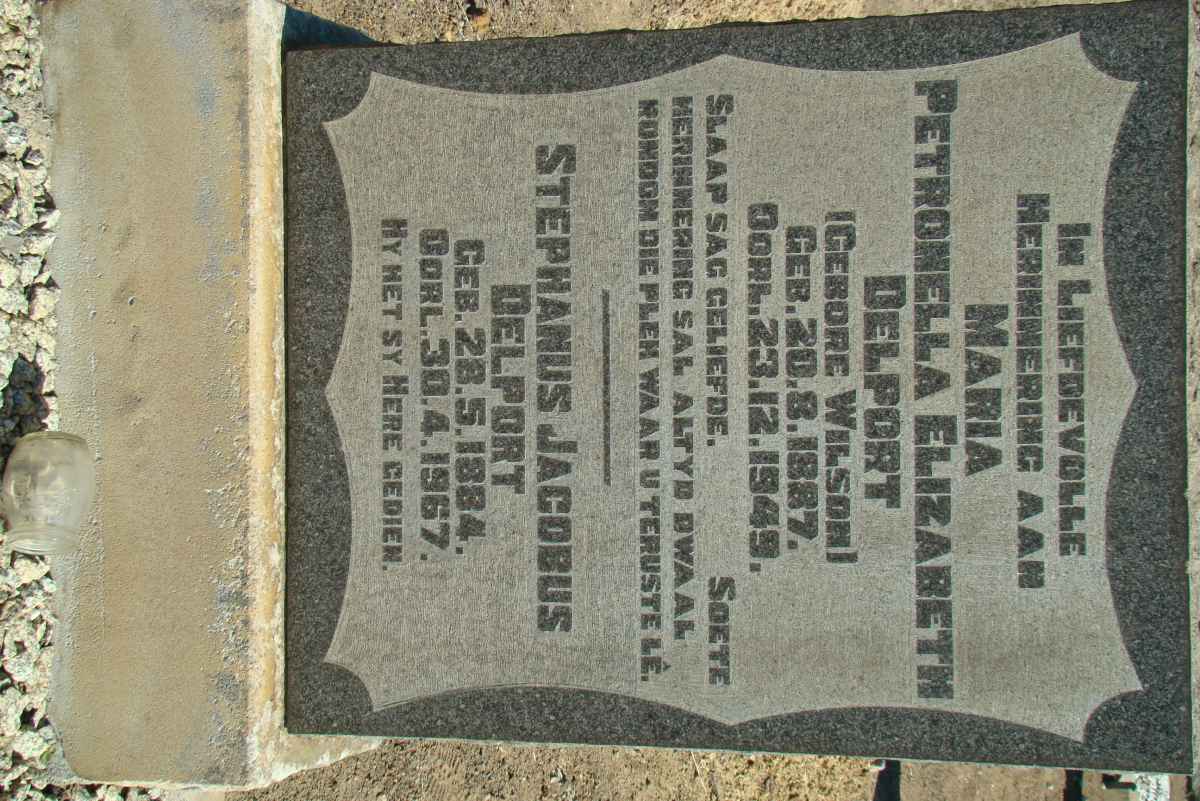 IN LIEFDEVOLLE
HERINNERING AAN
MARIA
PETRONELLA ELIZABETH
DELPORT
(GEBORE WILSON)
GEB. 20.8.1887.
OORL. 23.12.1949.
SLAAP SAG GELIEFDE. SOETE
HERINNERING SAL ALTYD DWAAL
RONDOM DIE PLEK WAAR U TERUSTE LÊ.
STEPHANUS JACOBUS
DELPORT
GEB. 28.5.1884.
OORL. 30.4.1967.
HY HET SY HERE GEDIEN.